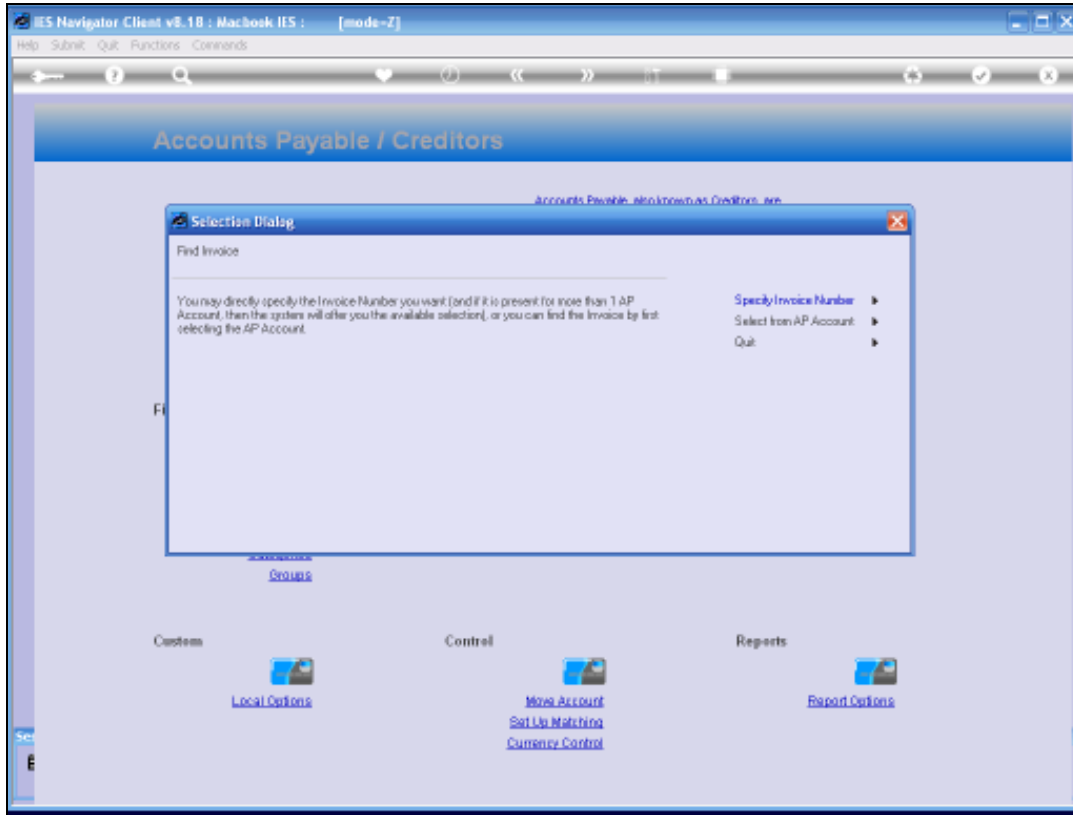 IES Navigator Client v8.18 : Macbook IES : [mode=Z]
Help Submit Quit Functions Commands
Accounts Payable / Creditors
Accounts Payable, also known as Creditors, are
Selection Dialog
Find Invoice
You may directly specify the Invoice Number you want (and if it is present for more than 1 AP
Account, then the system will offer you the available selection), or you can find the Invoice by first
selecting the AP Account.
Specify Invoice Number
Select from AP Account
Quit
Fi
Groups
Custom Control Reports
Local Options Move Account Report Options
Set Up Matching
Currency Control
Ser